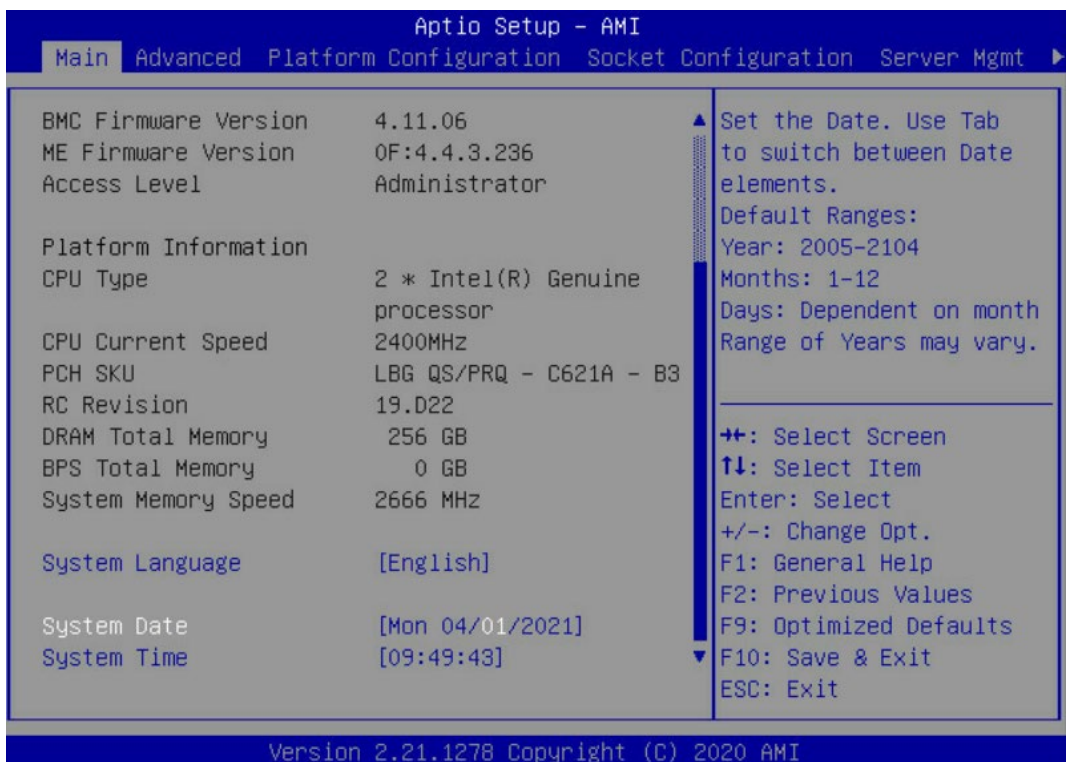 Aptio Setup – AMI
Main Advanced Platform Configuration Socket Configuration Server Mgmt
BMC Firmware Version 4.11.06
ME Firmware Version 0F:4.4.3.236
Access Level Administrator
Platform Information
CPU Type 2 * Intel(R) Genuine
processor
CPU Current Speed 2400MHz
PCH SKU LBG QS/PRQ - C621A - B3
RC Revision 19.D22
DRAM Total Memory 256 GB
BPS Total Memory 0 GB
System Memory Speed 2666 MHz
System Language [English]
System Date [Mon 04/01/2021]
System Time [09:49:43]
Set the Date. Use Tab
to switch between Date
elements.
Default Ranges:
Year: 2005-2104
Months: 1-12
Days: Dependent on month
Range of Years may vary.
→←: Select Screen
↑↓: Select Item
Enter: Select
+/-: Change Opt.
F1: General Help
F2: Previous Values
F9: Optimized Defaults
F10: Save & Exit
ESC: Exit
Version 2.21.1278 Copyright (C) 2020 AMI